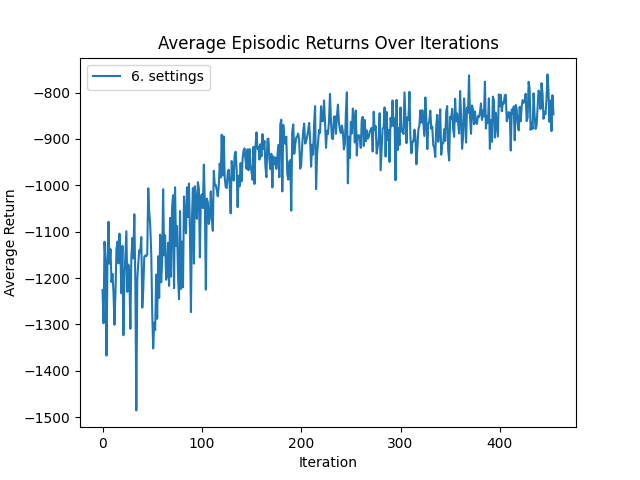 Average Episodic Returns Over Iterations
6. settings
Average Return
−800
−900
−1000
−1100
−1200
−1300
−1400
−1500
0 100 200 300 400
Iteration